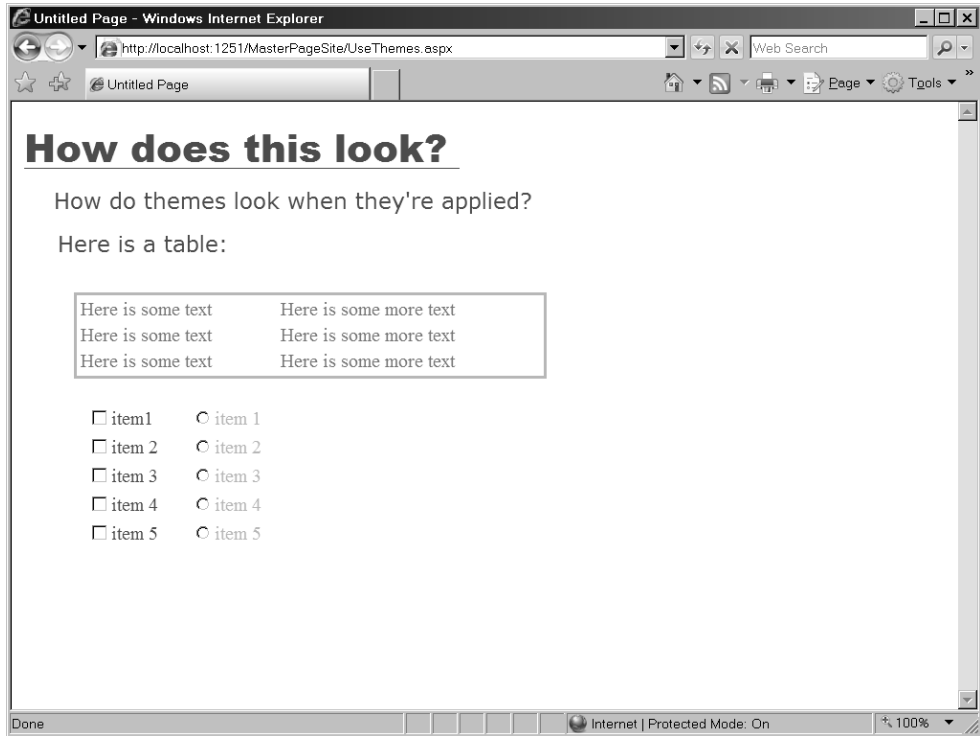 Untitled Page - Windows Internet Explorer
http://localhost:1251/MasterPageSite/UseThemes.aspx
Web Search
Untitled Page
Page
Tools
»
How does this look?
How do themes look when they're applied?
Here is a table:
Here is some text Here is some more text
Here is some text Here is some more text
Here is some text Here is some more text
item1 item 1
item 2 item 2
item 3 item 3
item 4 item 4
item 5 item 5
Done Internet | Protected Mode: On 100%